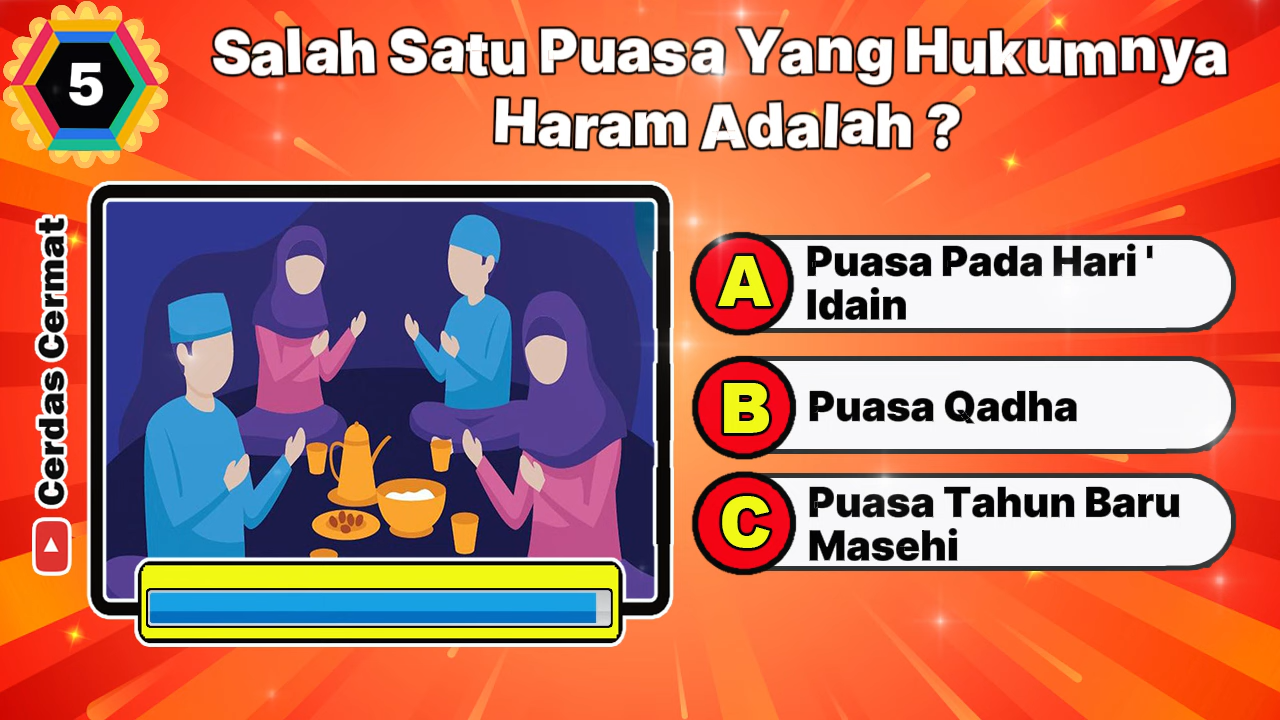 5
Salah Satu Puasa Yang Hukumnya
Haram Adalah ?
Cerdas Cermat
A
Puasa Pada Hari '
Idain
B
Puasa Qadha
C
Puasa Tahun Baru
Masehi